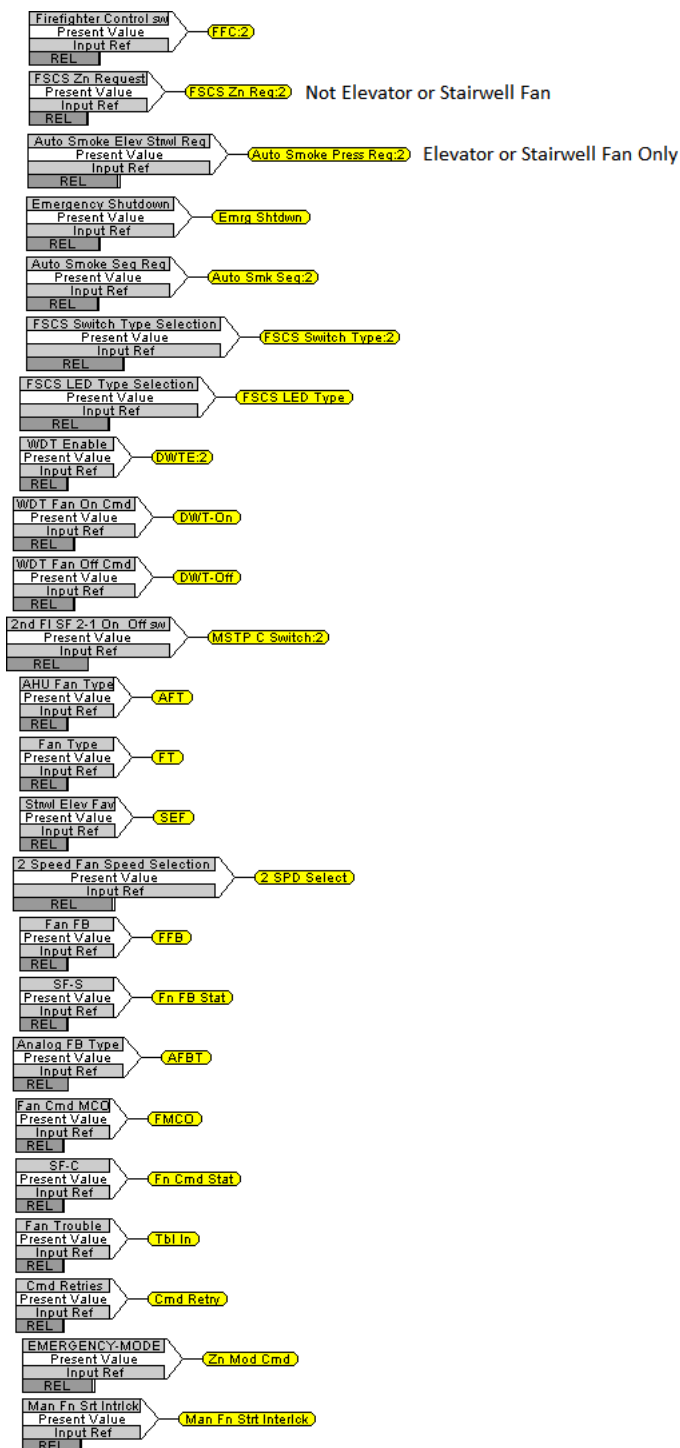 Firefighter Control sw
Present Value
Input Ref
REL
FFC:2
FSCS Zn Request
Present Value
Input Ref
REL
FSCS Zn Req:2
Not Elevator or Stairwell Fan
Auto Smoke Elev Strwl Req
Present Value
Input Ref
REL
Auto Smoke Press Req:2
Elevator or Stairwell Fan Only
Emergency Shutdown
Present Value
Input Ref
REL
Emrg Shtdwn
Auto Smoke Seq Req
Present Value
Input Ref
REL
Auto Smk Seq:2
FSCS Switch Type Selection
Present Value
Input Ref
REL
FSCS Switch Type:2
FSCS LED Type Selection
Present Value
Input Ref
REL
FSCS LED Type
WDT Enable
Present Value
Input Ref
REL
DWTE:2
WDT Fan On Cmd
Present Value
Input Ref
REL
DWT-On
WDT Fan Off Cmd
Present Value
Input Ref
REL
DWT-Off
2nd Fl SF 2-1 On_Off sw
Present Value
Input Ref
REL
MSTP C Switch:2
AHU Fan Type
Present Value
Input Ref
REL
AFT
Fan Type
Present Value
Input Ref
REL
FT
Strwl Elev Fav
Present Value
Input Ref
REL
SEF
2 Speed Fan Speed Selection
Present Value
Input Ref
REL
2 SPD Select
Fan FB
Present Value
Input Ref
REL
FFB
SF-S
Present Value
Input Ref
REL
Fn FB Stat
Analog FB Type
Present Value
Input Ref
REL
AFBT
Fan Cmd MCO
Present Value
Input Ref
REL
FMCO
SF-C
Present Value
Input Ref
REL
Fn Cmd Stat
Fan Trouble
Present Value
Input Ref
REL
Tbl In
Cmd Retries
Present Value
Input Ref
REL
Cmd Retry
EMERGENCY-MODE
Present Value
Input Ref
REL
Zn Mod Cmd
Man Fn Srt Intrlck
Present Value
Input Ref
REL
Man Fn Strt Interlck